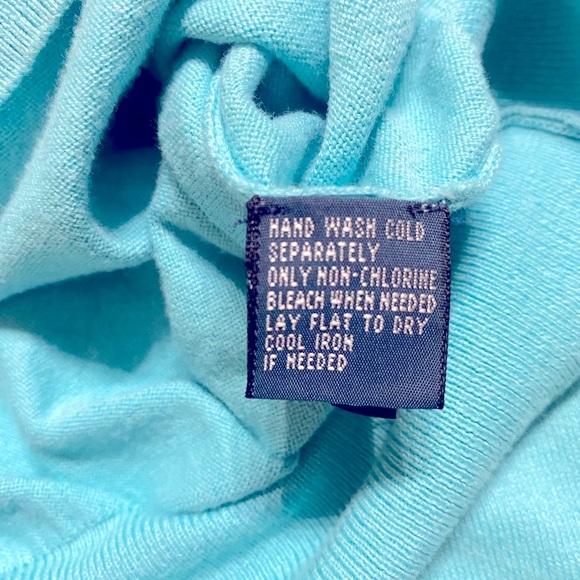 HAND WASH COLD
SEPARATELY
ONLY NON-CHLORINE
BLEACH WHEN NEEDED
LAY FLAT TO DRY
COOL IRON
IF NEEDED